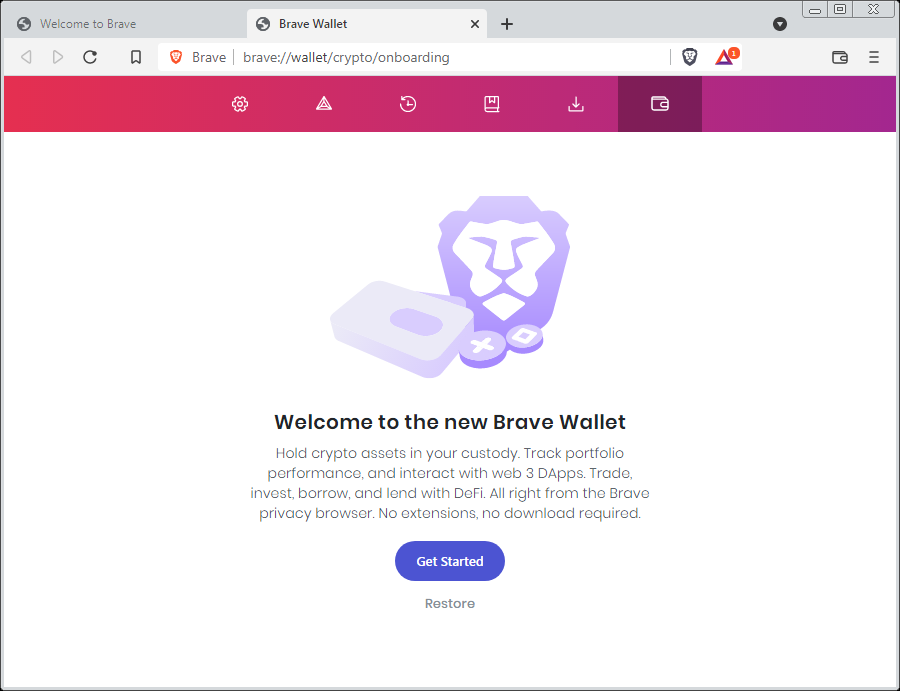 Welcome to Brave
Brave Wallet
Brave
brave://wallet/crypto/onboarding
1
Welcome to the new Brave Wallet
Hold crypto assets in your custody. Track portfolio
performance, and interact with web 3 DApps. Trade,
invest, borrow, and lend with DeFi. All right from the Brave
privacy browser. No extensions, no download required.
Get Started
Restore